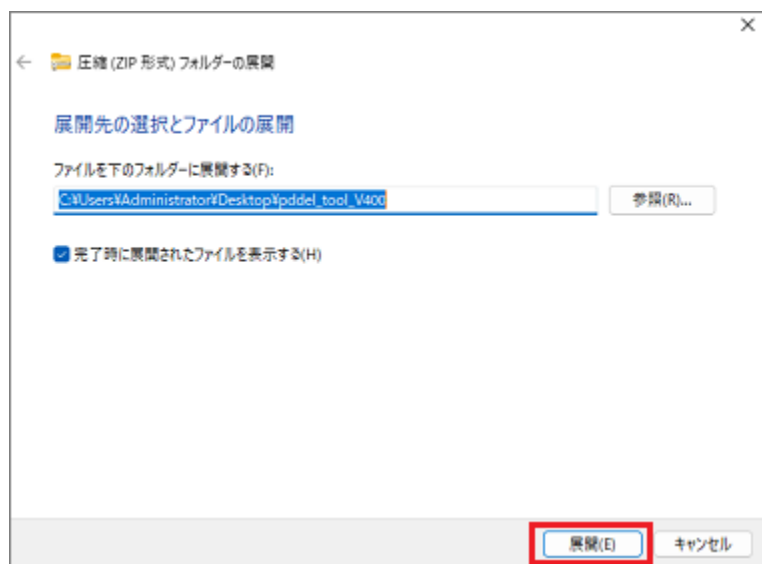 圧縮 (ZIP 形式) フォルダーの展開
展開先の選択とファイルの展開
ファイルを下のフォルダーに展開する(F):
C:¥Users¥Administrator¥Desktop¥pddel_tool_V400
参照(R)...
完了時に展開されたファイルを表示する(H)
展開(E)
キャンセル